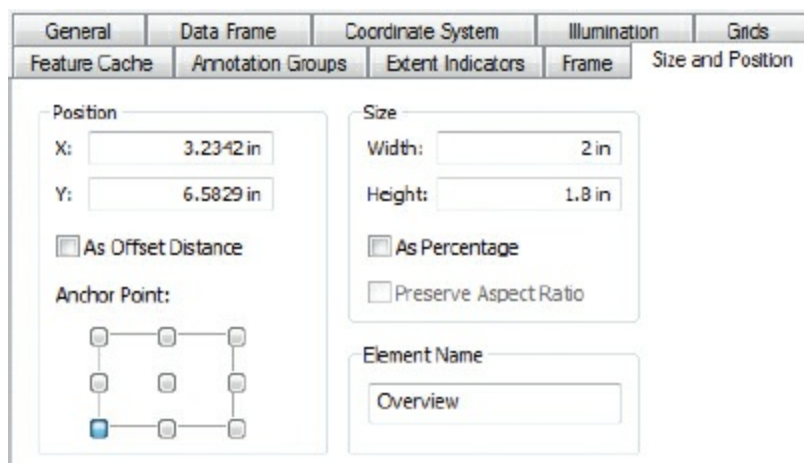 General Data Frame Coordinate System Illumination Grids
Feature Cache Annotation Groups Extent Indicators Frame Size and Position
Position
X: 3.2342 in
Y: 6.5829 in
As Offset Distance
Anchor Point:
Size
Width: 2 in
Height: 1.8 in
As Percentage
Preserve Aspect Ratio
Element Name
Overview